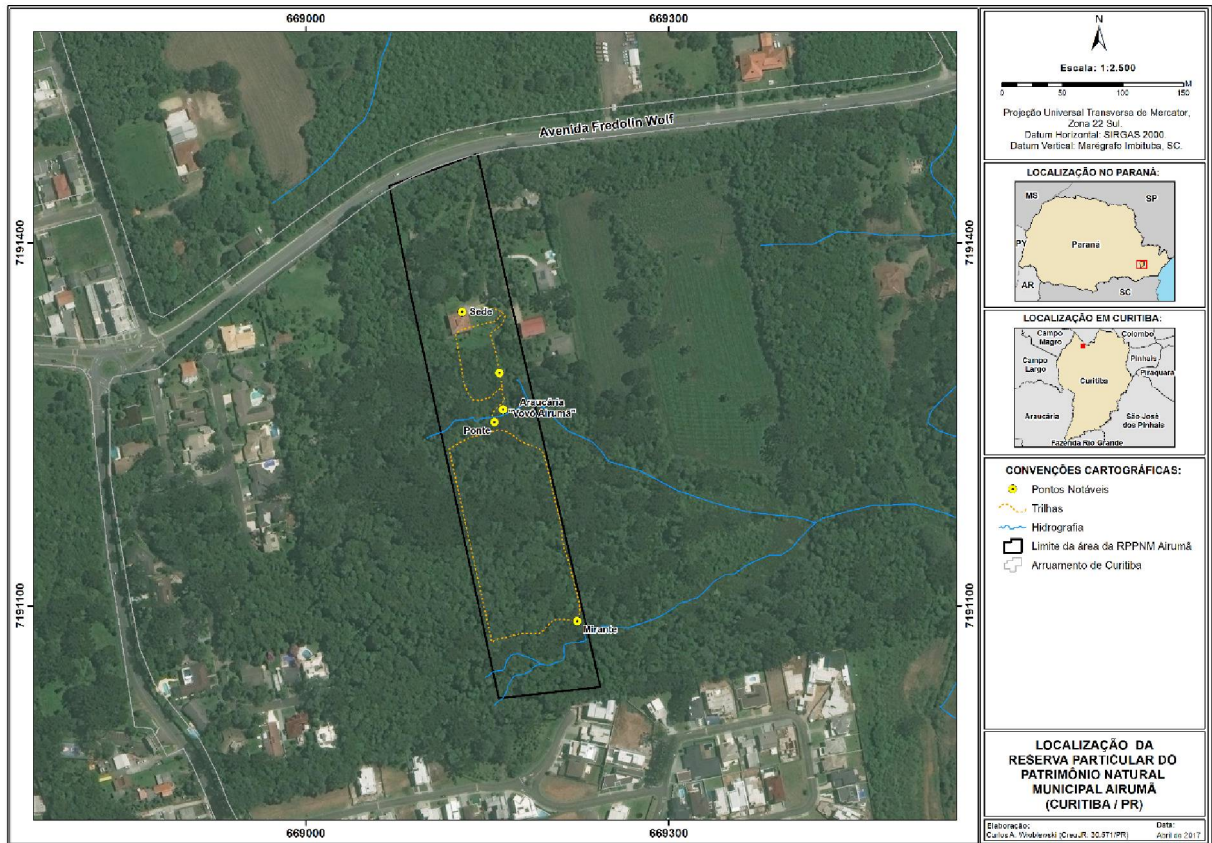 669000
669300
7191400
7191400
7191100
7191100
669000
669300
Avenida Fredolin Wolf
Sede
Araucária
"Vovó Airumã"
Ponte
Mirante
N
Escala: 1:2.500
0 50 100 150
M
Projeção Universal Transversa de Mercator,
Zona 22 Sul.
Datum Horizontal: SIRGAS 2000.
Datum Vertical: Marégrafo Imbituba, SC.
LOCALIZAÇÃO NO PARANÁ:
MS
SP
PY
Paraná
AR
SC
LOCALIZAÇÃO EM CURITIBA:
Campo
Magro
Colombo
Campo
Largo
Pinhais
Piraquara
Curitiba
Araucária
São José
dos Pinhais
Fazenda Rio Grande
CONVENÇÕES CARTOGRÁFICAS:
Pontos Notáveis
Trilhas
Hidrografia
Limite da área da RPPNM Airumã
Arruamento de Curitiba
LOCALIZAÇÃO DA
RESERVA PARTICULAR DO
PATRIMÔNIO NATURAL
MUNICIPAL AIRUMÃ
(CURITIBA / PR)
Elaboração:
Carlos A.
Data:
Abril de 2017